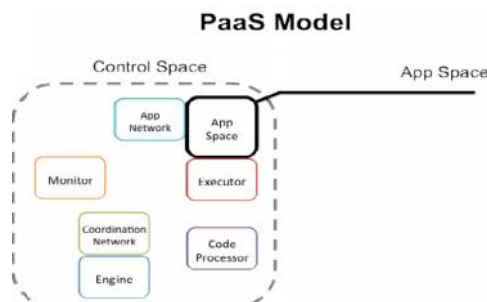 PaaS Model
Control Space
App Space
App
Network
App
Space
Monitor
Executor
Coordination
Network
Code
Processor
Engine